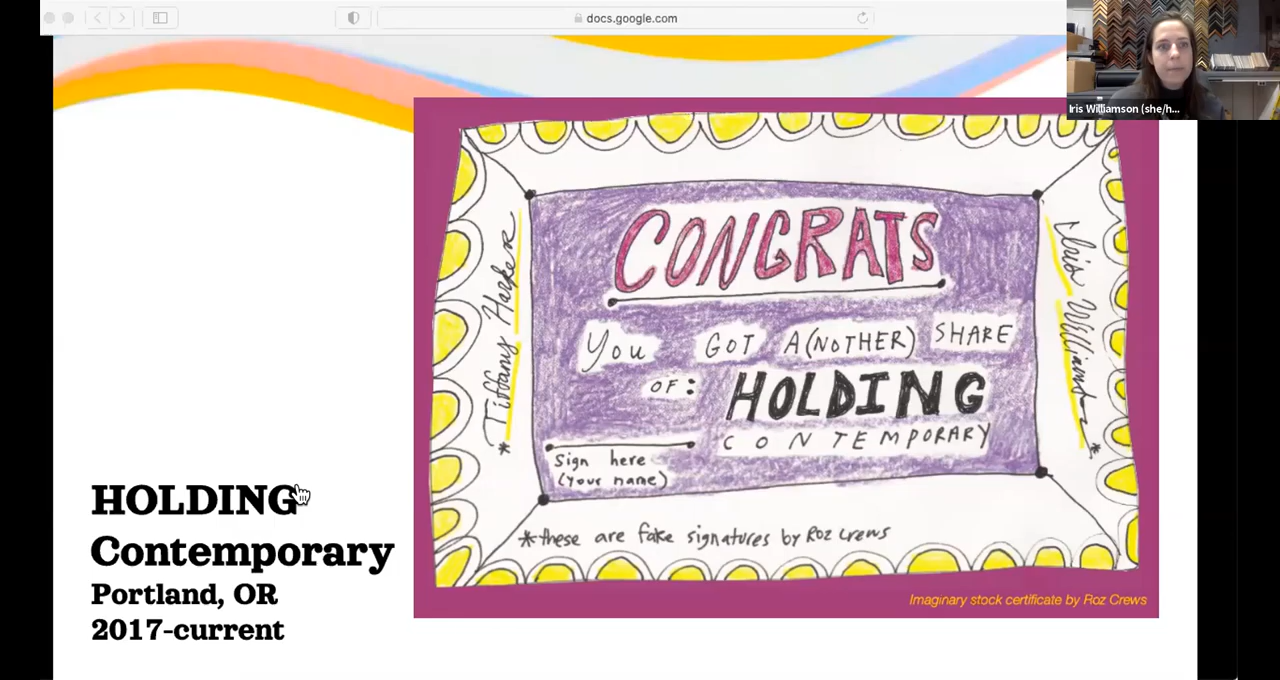 docs.google.com
Iris Williamson (she/h...
CONGRATS
You GOT A(NOTHER) SHARE
OF: HOLDING
CONTEMPORARY
Sign here
(your name)
* Tiffany Harker
Iris Williamson *
*these are fake signatures by Roz Crews
Imaginary stock certificate by Roz Crews
HOLDING
Contemporary
Portland, OR
2017-current